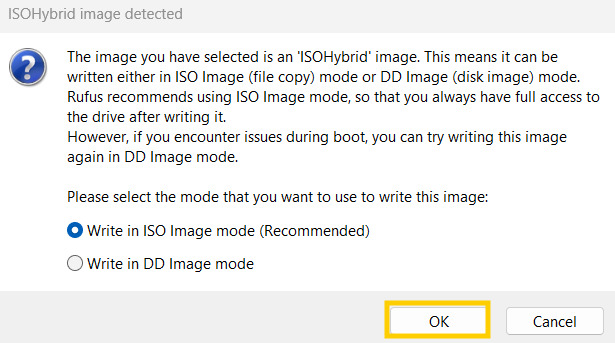 ISOHybrid image detected
The image you have selected is an 'ISOHybrid' image. This means it can be
written either in ISO Image (file copy) mode or DD Image (disk image) mode.
Rufus recommends using ISO Image mode, so that you always have full access to
the drive after writing it.
However, if you encounter issues during boot, you can try writing this image
again in DD Image mode.
Please select the mode that you want to use to write this image:
Write in ISO Image mode (Recommended)
Write in DD Image mode
OK
Cancel